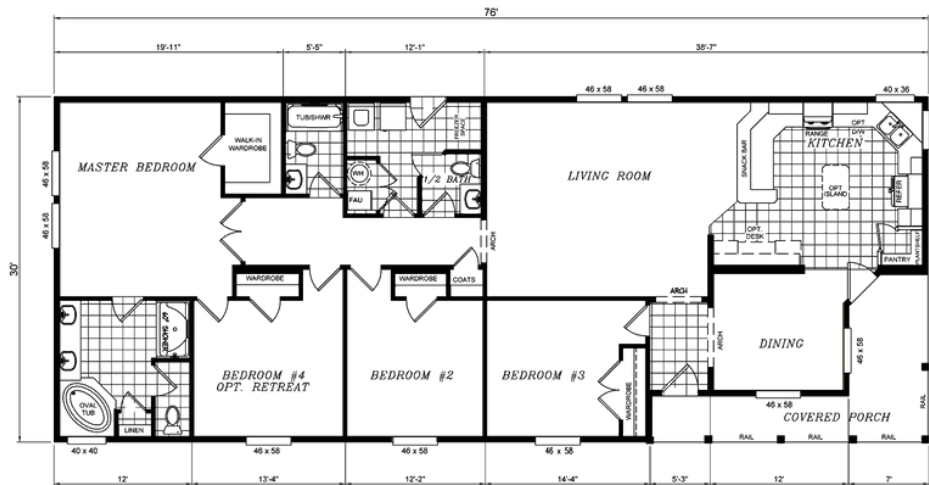 76'
19'-11"
5'-5"
12'-1"
38'-7"
46 x 58
46 x 58
40 x 36
TUB/SHWR
FREEZER SPACE
RANGE
OPT
D/W
KITCHEN
WALK-IN
WARDROBE
MASTER BEDROOM
SNACK BAR
46 x 58
WH
1/2 BATH
LIVING ROOM
OPT
ISLAND
REFER
FAU
46 x 58
30'
ARCH
OPT.
DESK
PLANTSHELF
PANTRY
WARDROBE
WARDROBE
COATS
ARCH
60" SHOWER
ARCH
DINING
46 x 58
BEDROOM #4
OPT. RETREAT
BEDROOM #2
BEDROOM #3
WARDROBE
OVAL
TUB
LINEN
46 x 58
COVERED PORCH
RAIL
RAIL
RAIL
RAIL
RAIL
40 x 40
46 x 58
46 x 58
46 x 58
12'
13'-4"
12'-2"
14'-4"
5'-3"
12'
7'